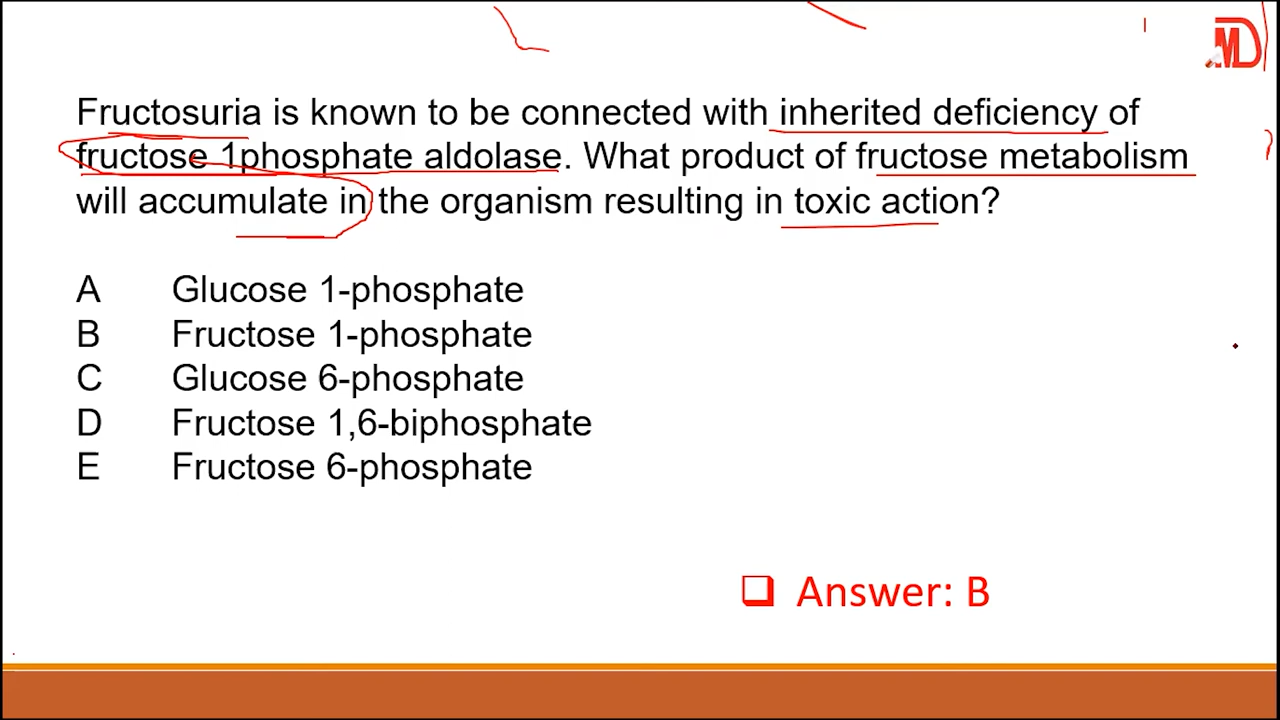 MD
Fructosuria is known to be connected with inherited deficiency of
fructose 1phosphate aldolase. What product of fructose metabolism
will accumulate in the organism resulting in toxic action?
A Glucose 1-phosphate
B Fructose 1-phosphate
C Glucose 6-phosphate
D Fructose 1,6-biphosphate
E Fructose 6-phosphate
Answer: B